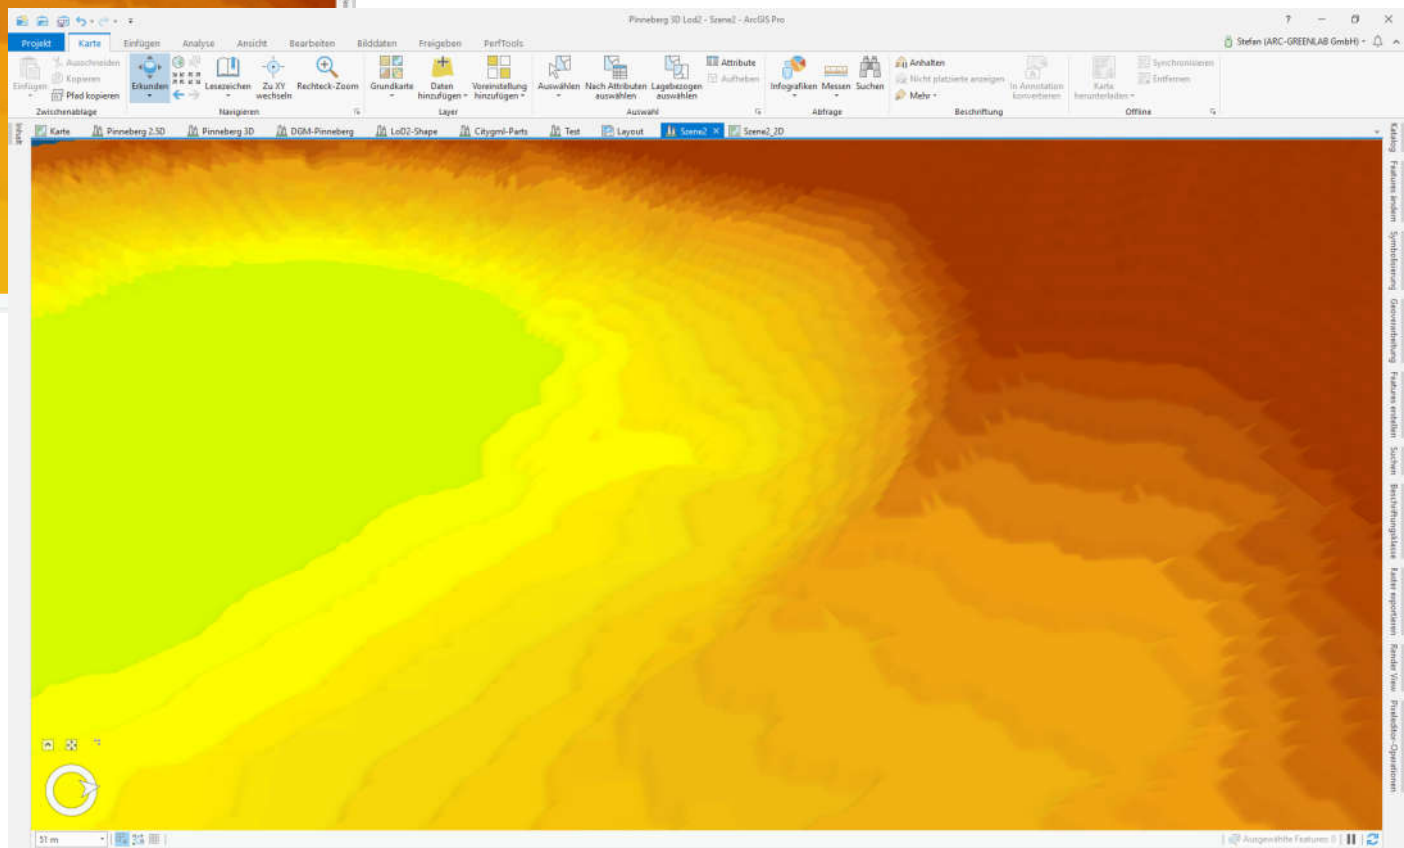 Pinneberg 3D Lod2 - Szene2 - ArcGIS Pro
? – X
Projekt Karte Einfügen Analyse Ansicht Bearbeiten Bilddaten Freigeben PerfTools
Stefan (ARC-GREENLAB GmbH)
Einfügen
Ausschneiden
Kopieren
Pfad kopieren
Zwischenablage
Erkunden
Lesezeichen
Zu XY
wechseln
Rechteck-Zoom
Navigieren
Grundkarte
Daten
hinzufügen
Voreinstellung
hinzufügen
Layer
Auswählen
Nach Attributen
auswählen
Lagebezogen
auswählen
Attribute
Aufheben
Auswahl
Infografiken
Messen
Suchen
Abfrage
Anhalten
Nicht platzierte anzeigen
Mehr
In Annotation
konvertieren
Beschriftung
Karte
herunterladen
Synchronisieren
Entfernen
Offline
Inhalt
Karte Pinneberg 2.5D Pinneberg 3D DGM-Pinneberg LoD2-Shape Citygml-Parts Test Layout Szene2 Szene2_2D
Katalog
Features ändern
Symbolisierung
Geoverarbeitung
Features erstellen
Suchen
Beschriftungsklasse
Raster exportieren
Render View
Pixeleditor-Operationen
51 m
Ausgewählte Features: 0